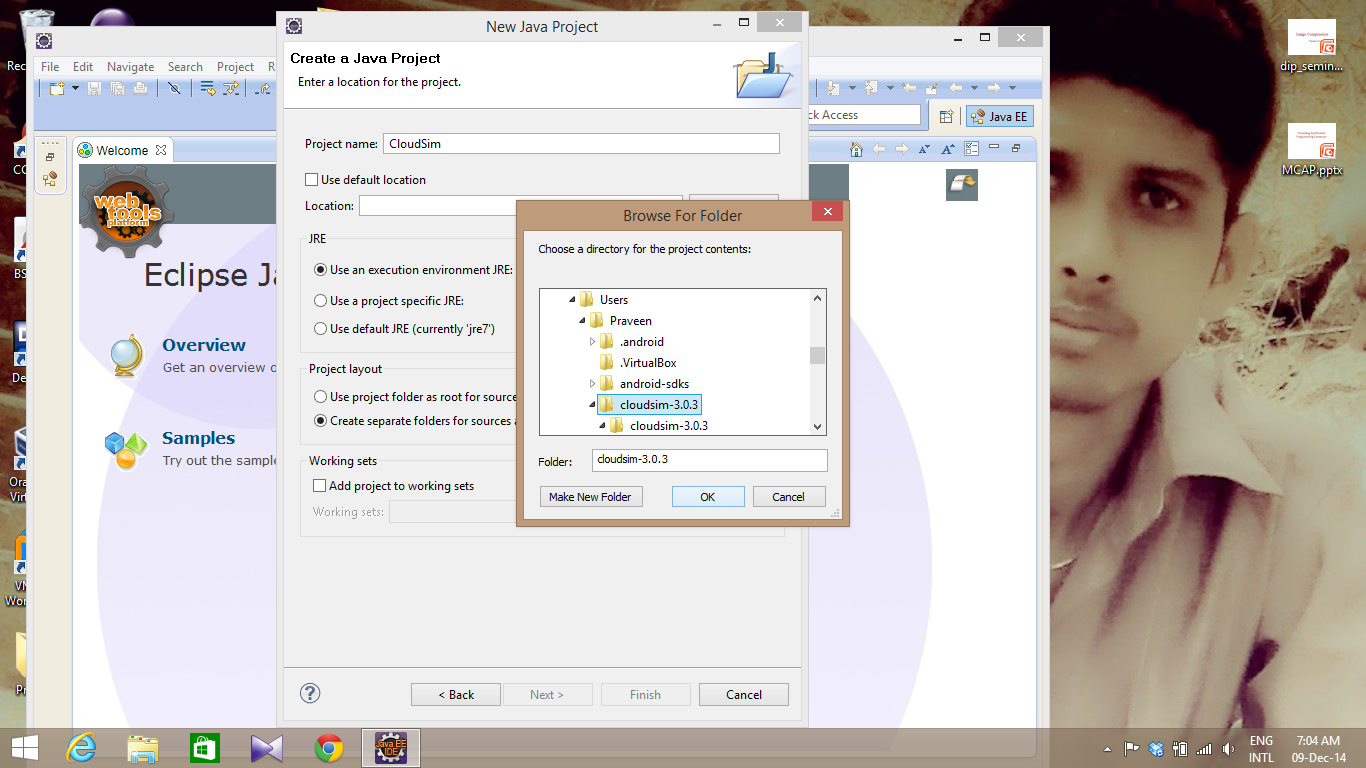 New Java Project
Create a Java Project
Enter a location for the project.
File Edit Navigate Search Project
Project name: CloudSim
Use default location
Location:
JRE
Use an execution environment JRE:
Use a project specific JRE:
Use default JRE (currently 'jre7')
Project layout
Use project folder as root for source
Create separate folders for sources
Working sets
Add project to working sets
Working sets:
< Back Next > Finish Cancel
Browse For Folder
Choose a directory for the project contents:
Users
Praveen
.android
.VirtualBox
android-sdks
cloudsim-3.0.3
cloudsim-3.0.3
Folder: cloudsim-3.0.3
Make New Folder OK Cancel
Access
Java EE
Welcome
web
tools
platform
Eclipse
Overview
Get an overview
Samples
Try out the
dip_semin...
MCAP.pptx
Java EE
IDE
ENG
INTL
7:04 AM
09-Dec-14